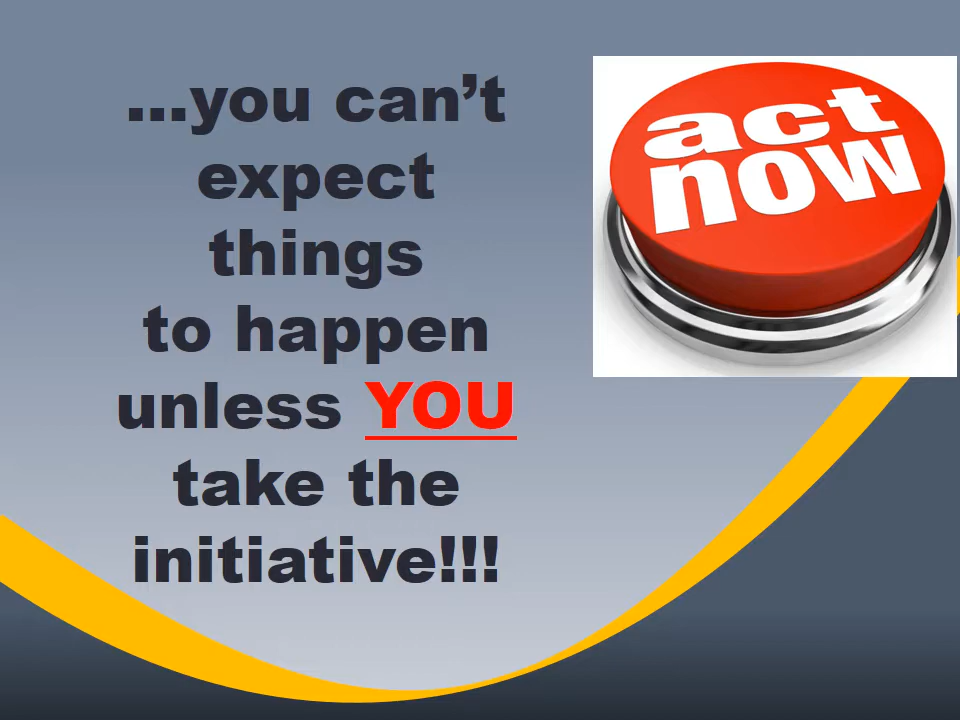 ...you can’t
expect
things
to happen
unless YOU
take the
initiative!!!
act
now